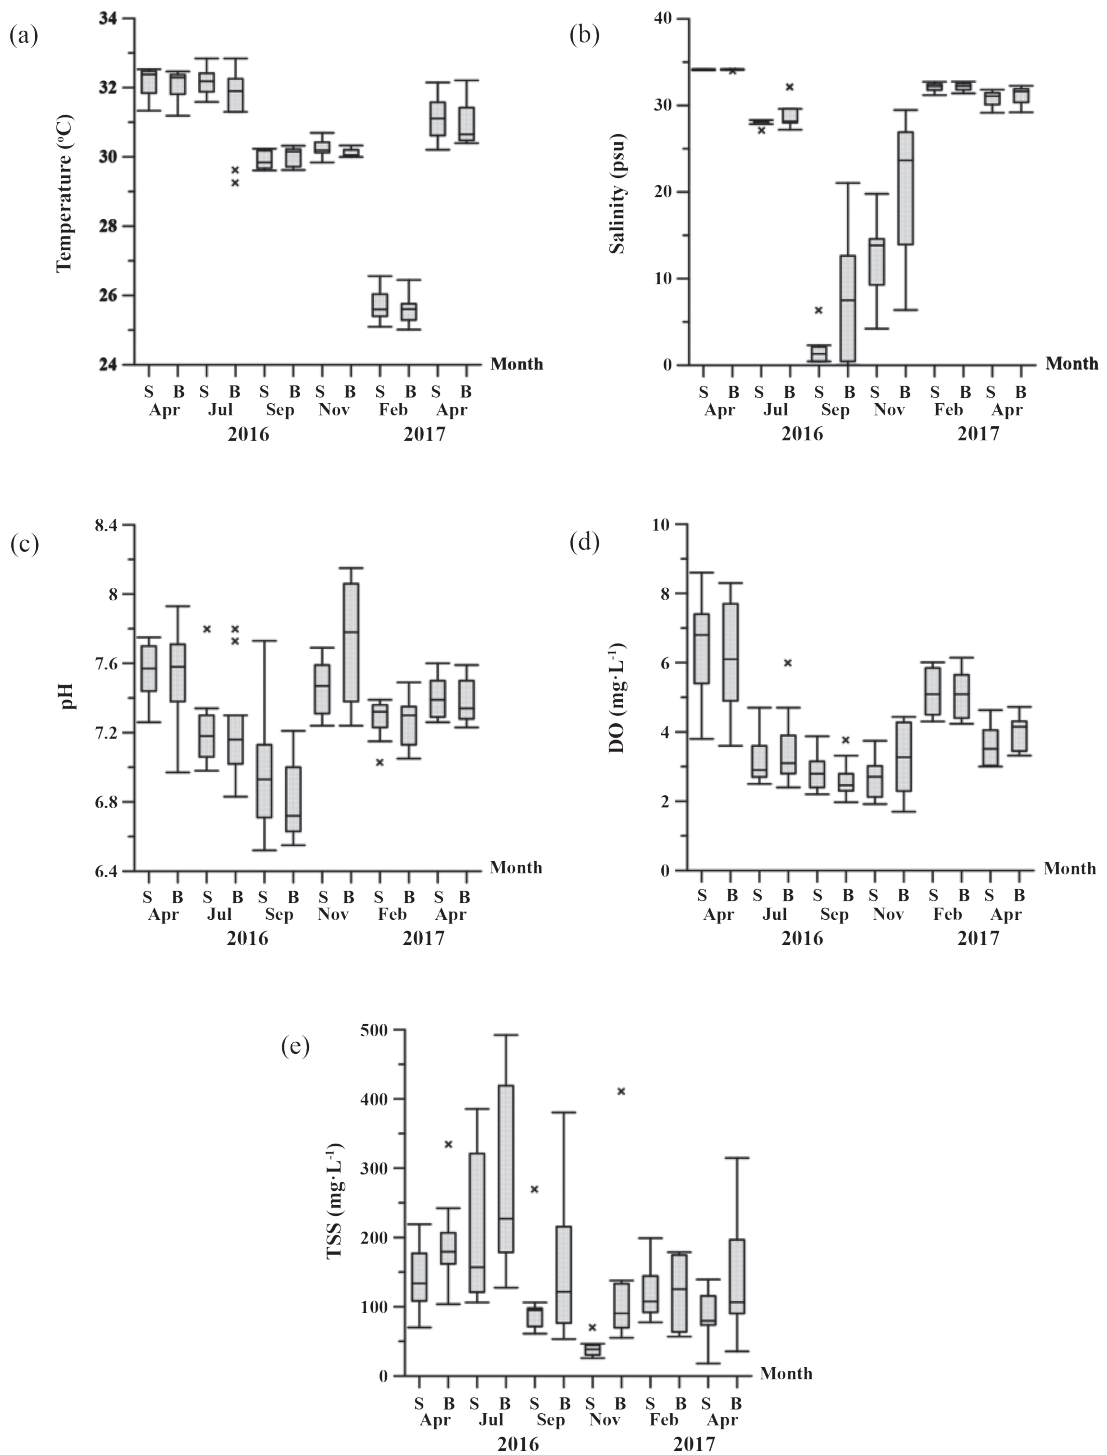 (a)
Temperature (°C)
34
32
30
28
26
24
Month
S B S B S B S B S B S B
Apr Jul Sep Nov Feb Apr
2016 2017
(b)
Salinity (psu)
40
30
20
10
0
Month
S B S B S B S B S B S B
Apr Jul Sep Nov Feb Apr
2016 2017
(c)
pH
8.4
8
7.6
7.2
6.8
6.4
Month
S B S B S B S B S B S B
Apr Jul Sep Nov Feb Apr
2016 2017
(d)
DO (mg·L⁻¹)
10
8
6
4
2
0
Month
S B S B S B S B S B S B
Apr Jul Sep Nov Feb Apr
2016 2017
(e)
TSS (mg·L⁻¹)
500
400
300
200
100
0
Month
S B S B S B S B S B S B
Apr Jul Sep Nov Feb Apr
2016 2017